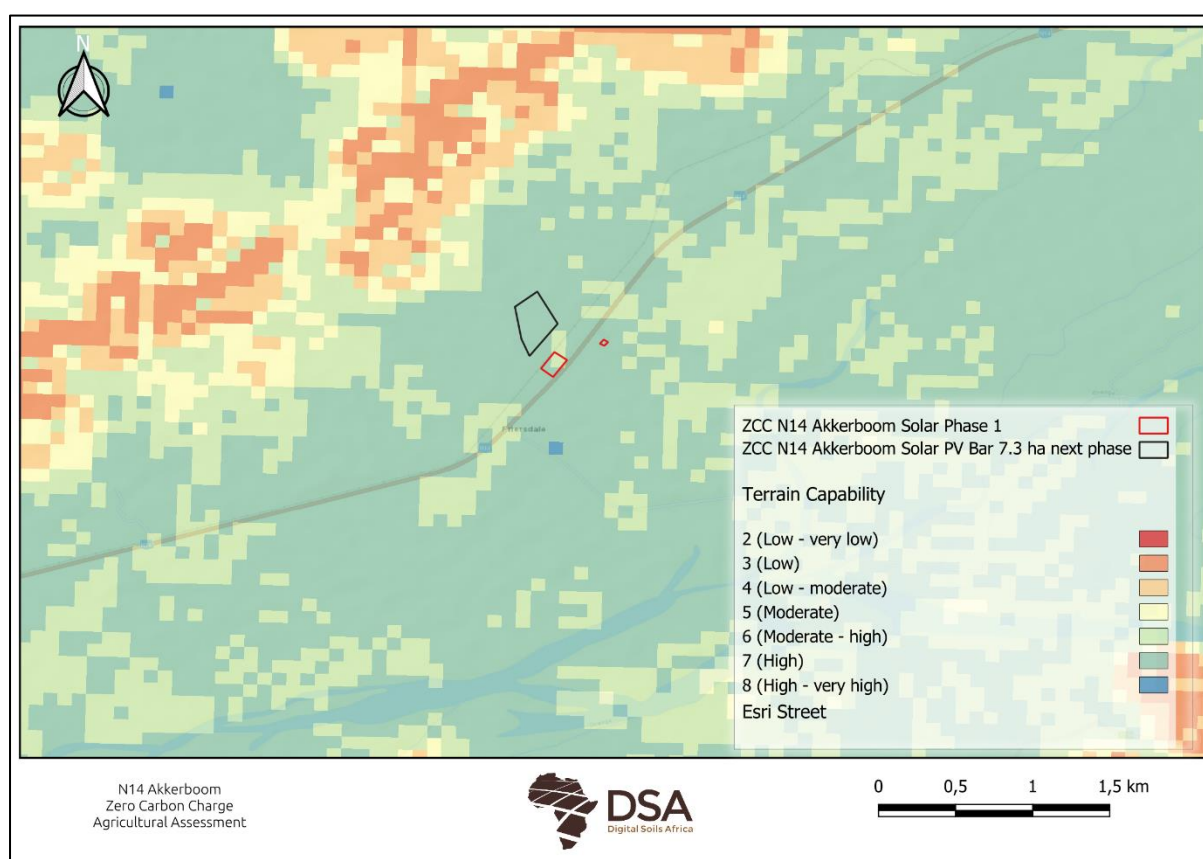 N
ZCC N14 Akkerboom Solar Phase 1
ZCC N14 Akkerboom Solar PV Bar 7.3 ha next phase
Terrain Capability
2 (Low - very low)
3 (Low)
4 (Low - moderate)
5 (Moderate)
6 (Moderate - high)
7 (High)
8 (High - very high)
Esri Street
N14 Akkerboom
Zero Carbon Charge
Agricultural Assessment
DSA
Digital Soils Africa
0 0,5 1 1,5 km